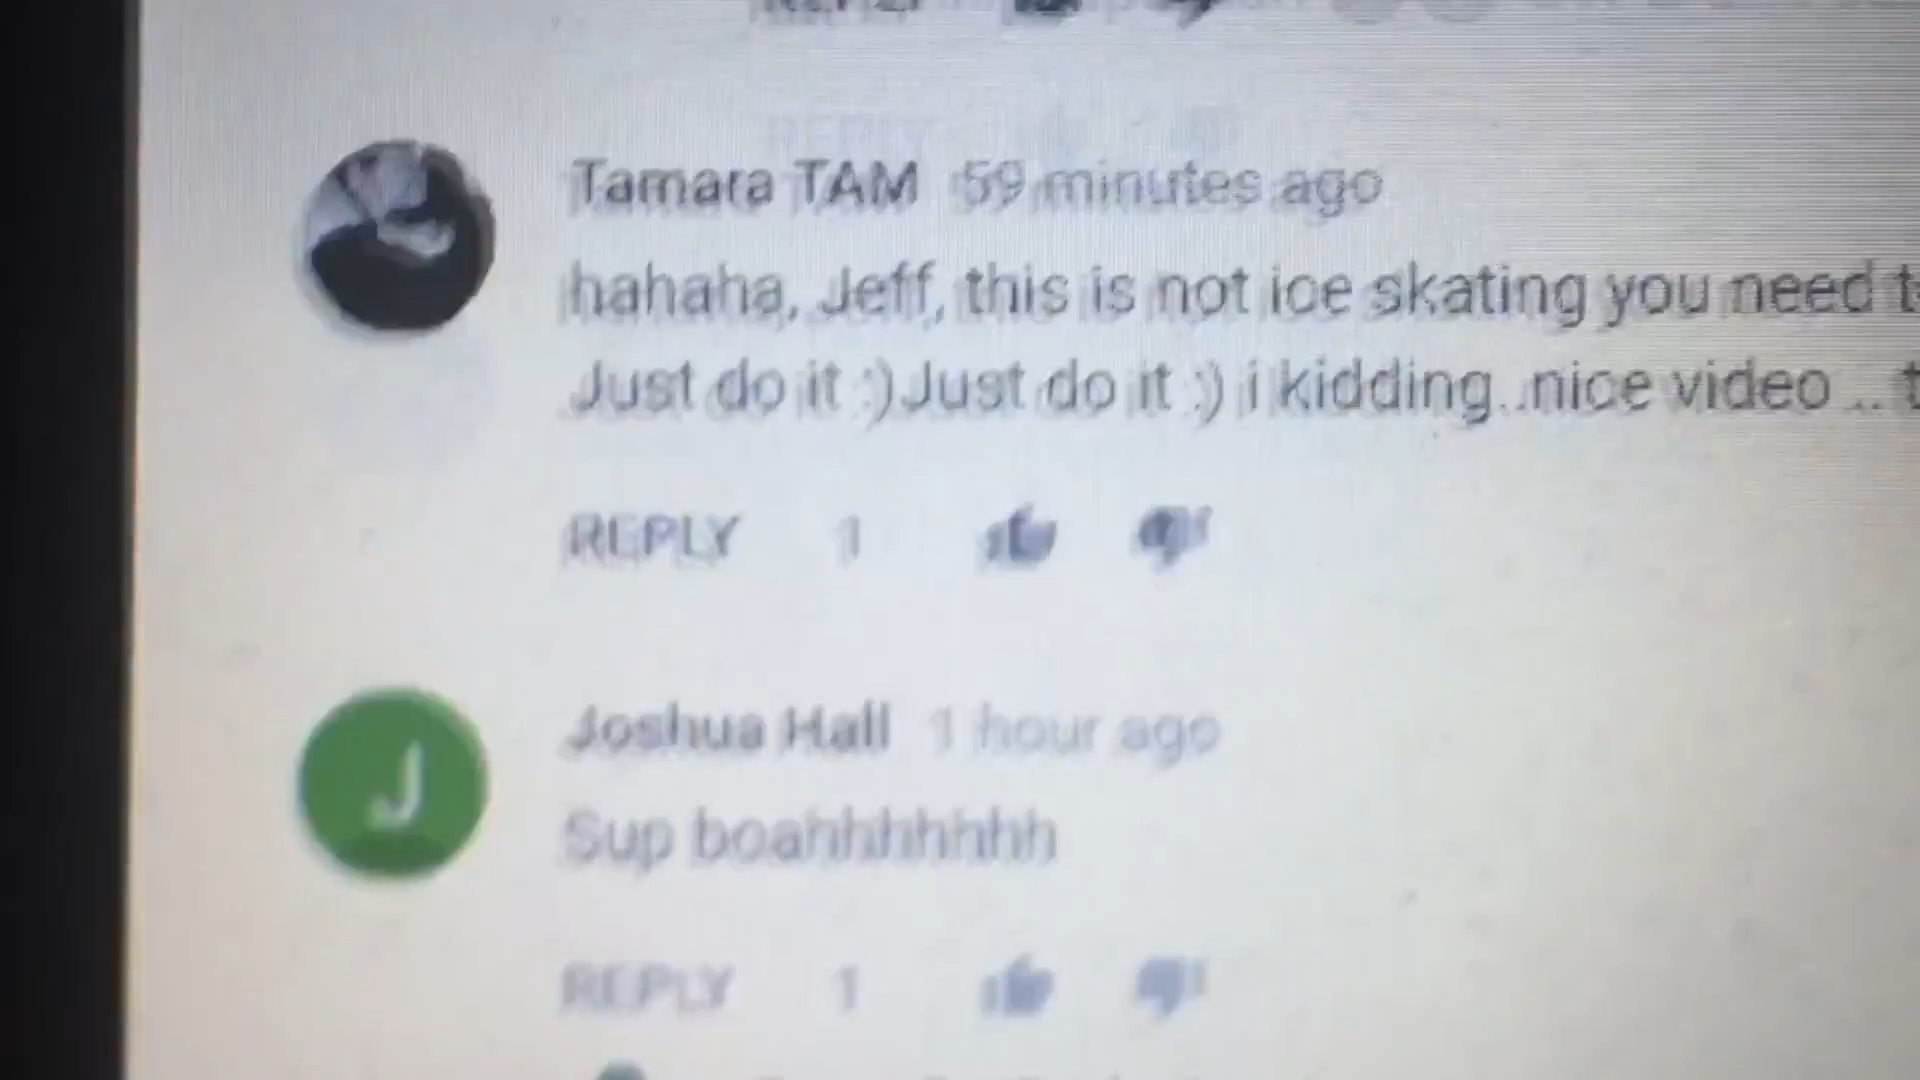 Tamara TAM 59 minutes ago
hahaha, Jeff, this is not ice skating you need
Just do it :) Just do it :) i kidding..nice video ..
REPLY 1
J
Joshua Hall 1 hour ago
Sup boahhhhhhh
REPLY 1